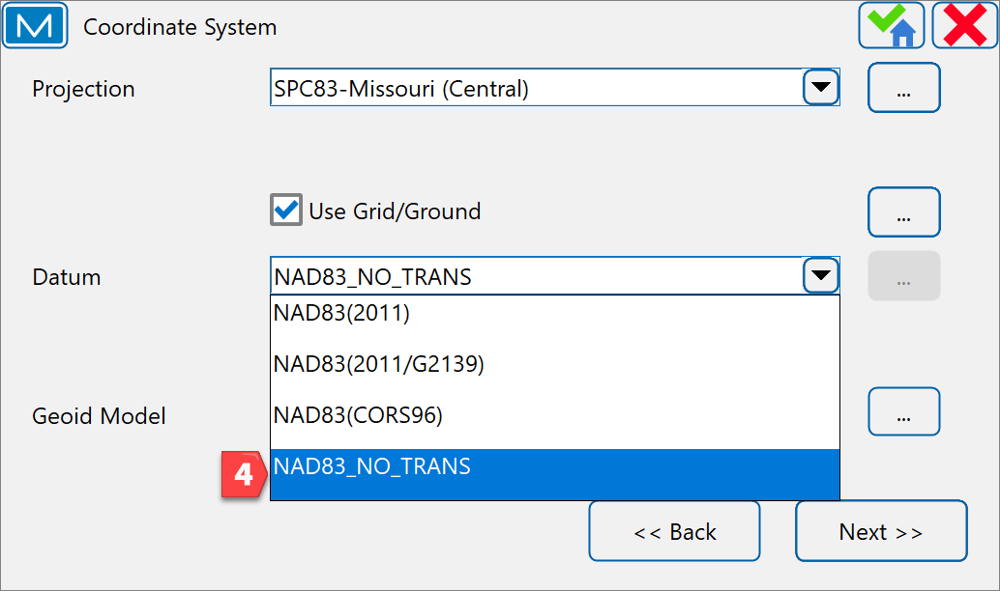 Coordinate System
Projection
SPC83-Missouri (Central)
...
Use Grid/Ground
...
Datum
NAD83_NO_TRANS
...
NAD83(2011)
NAD83(2011/G2139)
Geoid Model
NAD83(CORS96)
...
4
NAD83_NO_TRANS
<< Back
Next >>